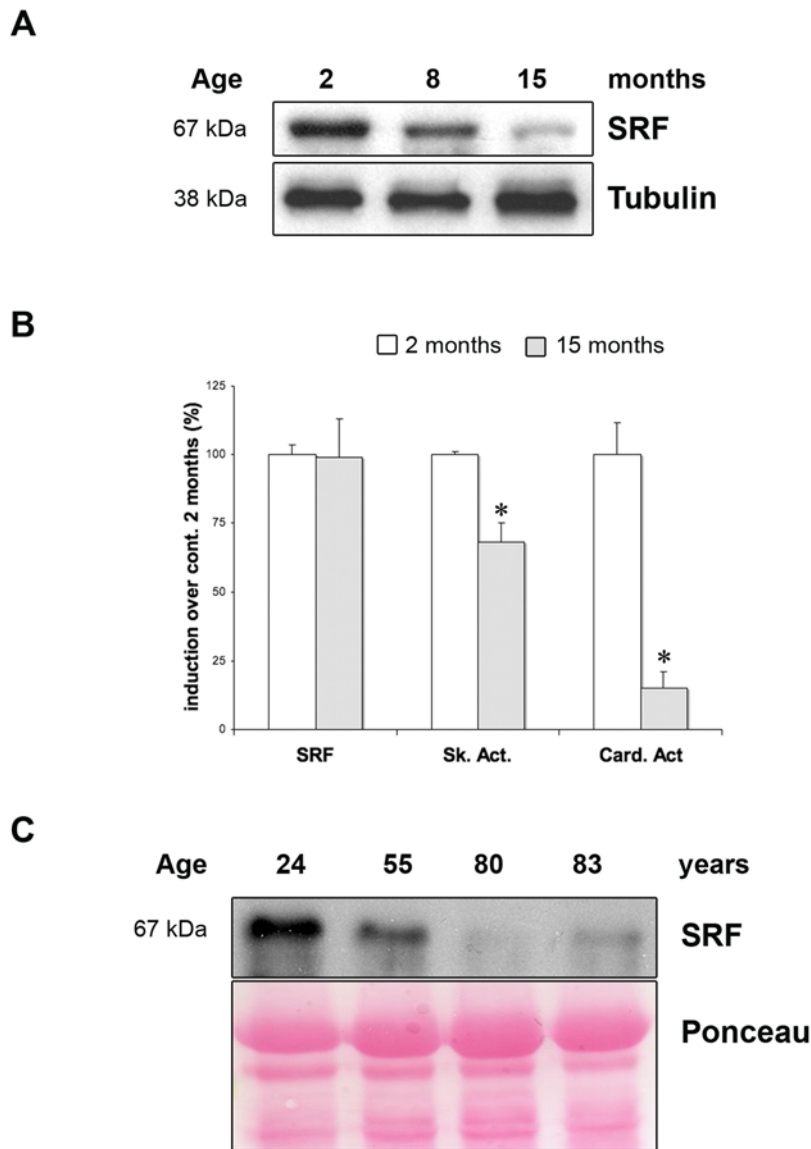 A
Age 2 8 15 months
67 kDa SRF
38 kDa Tubulin
B
2 months 15 months
induction over cont. 2 months (%)
125
100
75
50
25
0
*
*
SRF Sk. Act. Card. Act
C
Age 24 55 80 83 years
67 kDa SRF
Ponceau